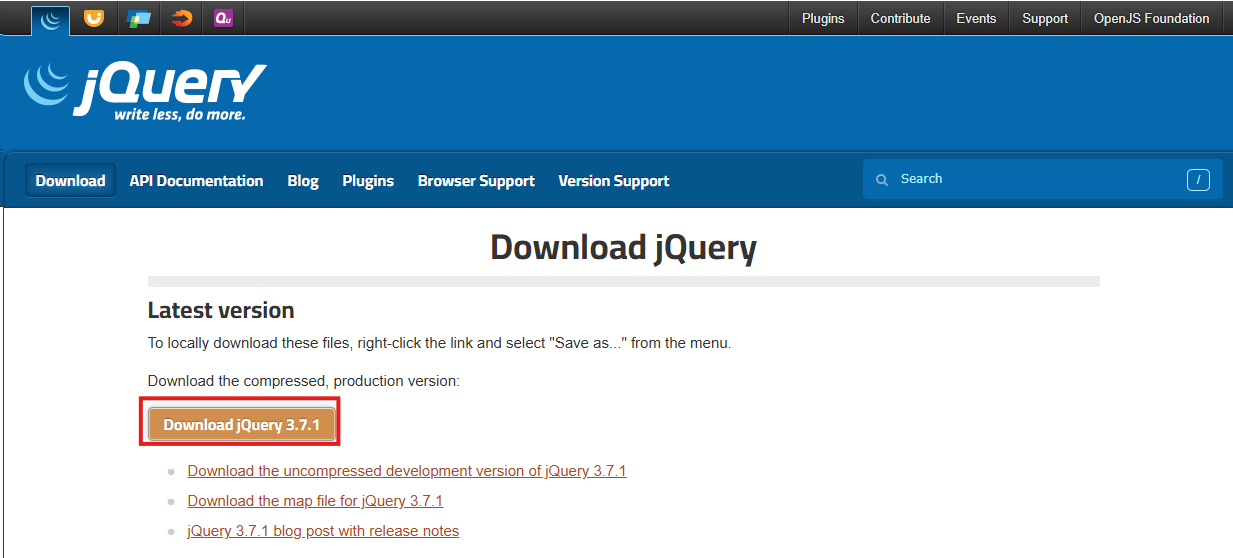 Qu
Plugins Contribute Events Support OpenJS Foundation
jQuery
write less, do more.
Download API Documentation Blog Plugins Browser Support Version Support Search /
Download jQuery
Latest version
To locally download these files, right-click the link and select "Save as..." from the menu.
Download the compressed, production version:
Download jQuery 3.7.1
Download the uncompressed development version of jQuery 3.7.1
Download the map file for jQuery 3.7.1
jQuery 3.7.1 blog post with release notes